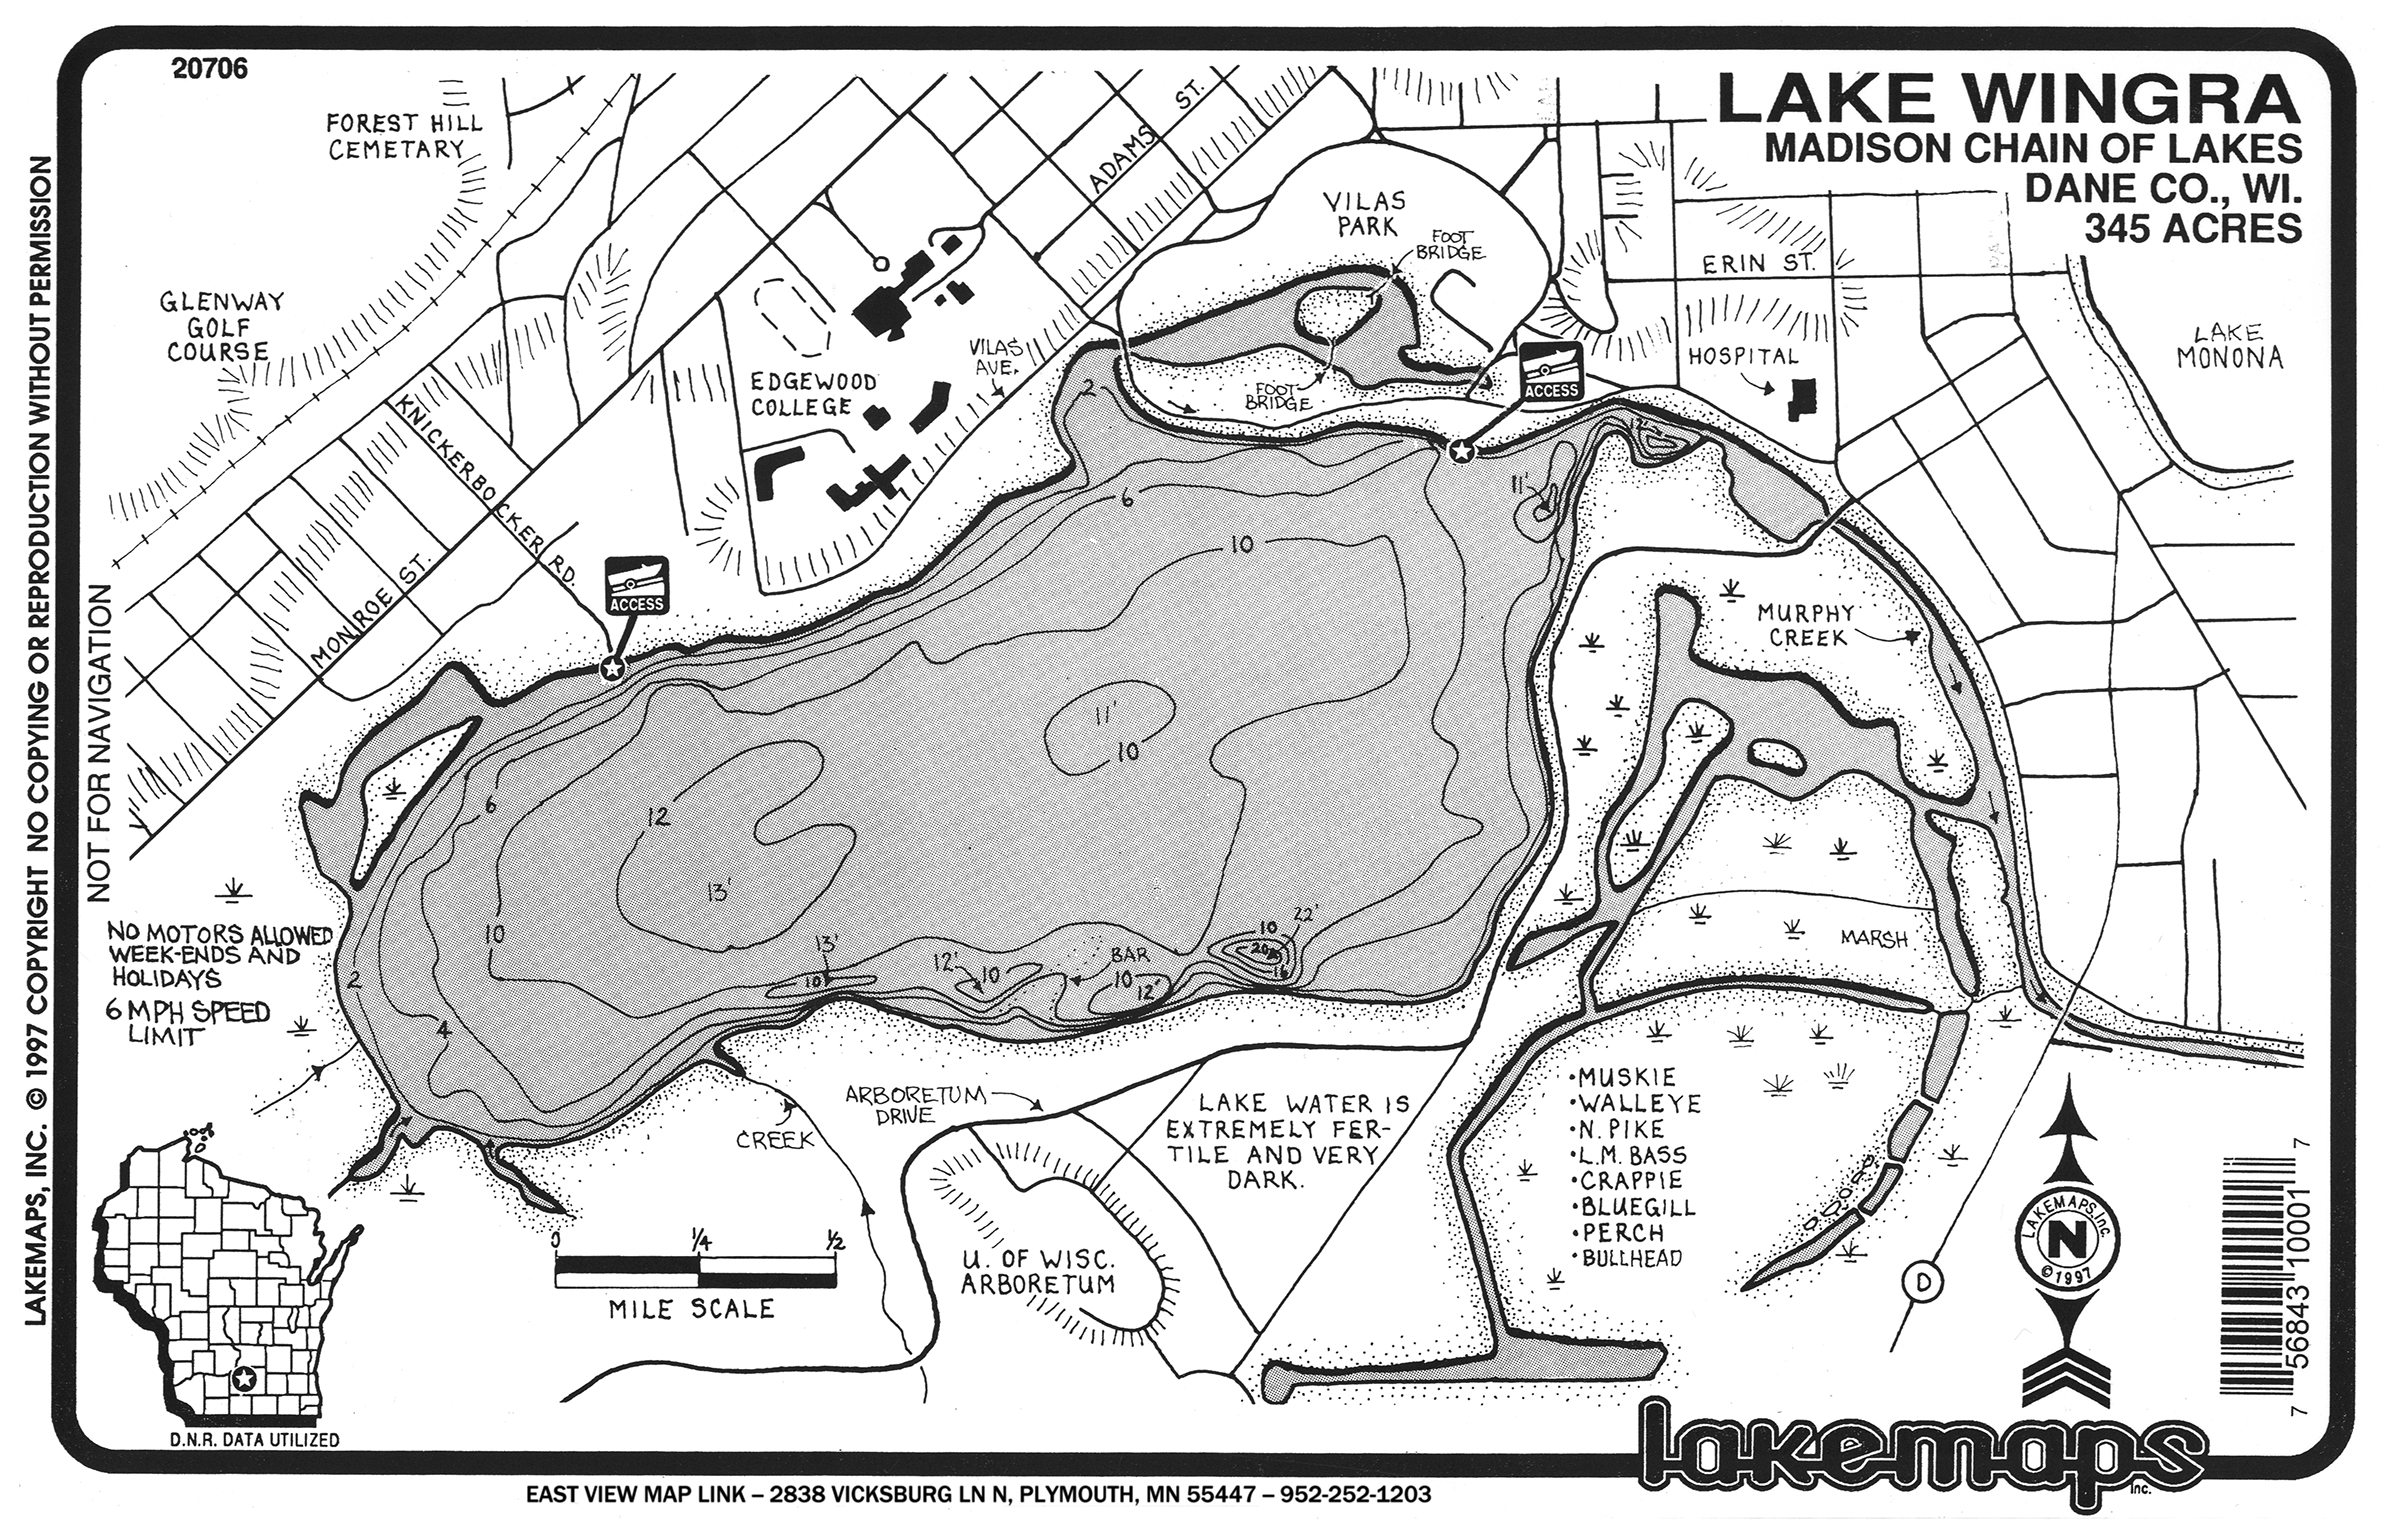 20706
LAKE WINGRA
MADISON CHAIN OF LAKES
DANE CO., WI.
345 ACRES
LAKEMAPS, INC. © 1997 COPYRIGHT NO COPYING OR REPRODUCTION WITHOUT PERMISSION
NOT FOR NAVIGATION
FOREST HILL
CEMETARY
ADAMS ST.
VILAS
PARK
FOOT
BRIDGE
ERIN ST.
GLENWAY
GOLF
COURSE
LAKE
MONONA
VILAS
AVE.
HOSPITAL
EDGEWOOD
COLLEGE
FOOT
BRIDGE
ACCESS
2
2
KNICKERBOCKER RD.
6
11'
10
MONROE ST.
ACCESS
MURPHY
CREEK
11'
10
6
12
13'
10
NO MOTORS ALLOWED
WEEK-ENDS AND
HOLIDAYS
6 MPH SPEED
LIMIT
2
4
13'
10
12'
10
BAR
10
12'
10
22'
20
16
MARSH
ARBORETUM
DRIVE
CREEK
LAKE WATER IS
EXTREMELY FER-
TILE AND VERY
DARK.
•MUSKIE
•WALLEYE
•N. PIKE
•L.M. BASS
•CRAPPIE
•BLUEGILL
•PERCH
•BULLHEAD
U. OF WISC.
ARBORETUM
0 1/4 1/2
MILE SCALE
D
LAKEMAPS, Inc.
N
©1997
7 56843 10001 7
D.N.R. DATA UTILIZED
lakemaps
Inc.
EAST VIEW MAP LINK – 2838 VICKSBURG LN N, PLYMOUTH, MN 55447 – 952-252-1203